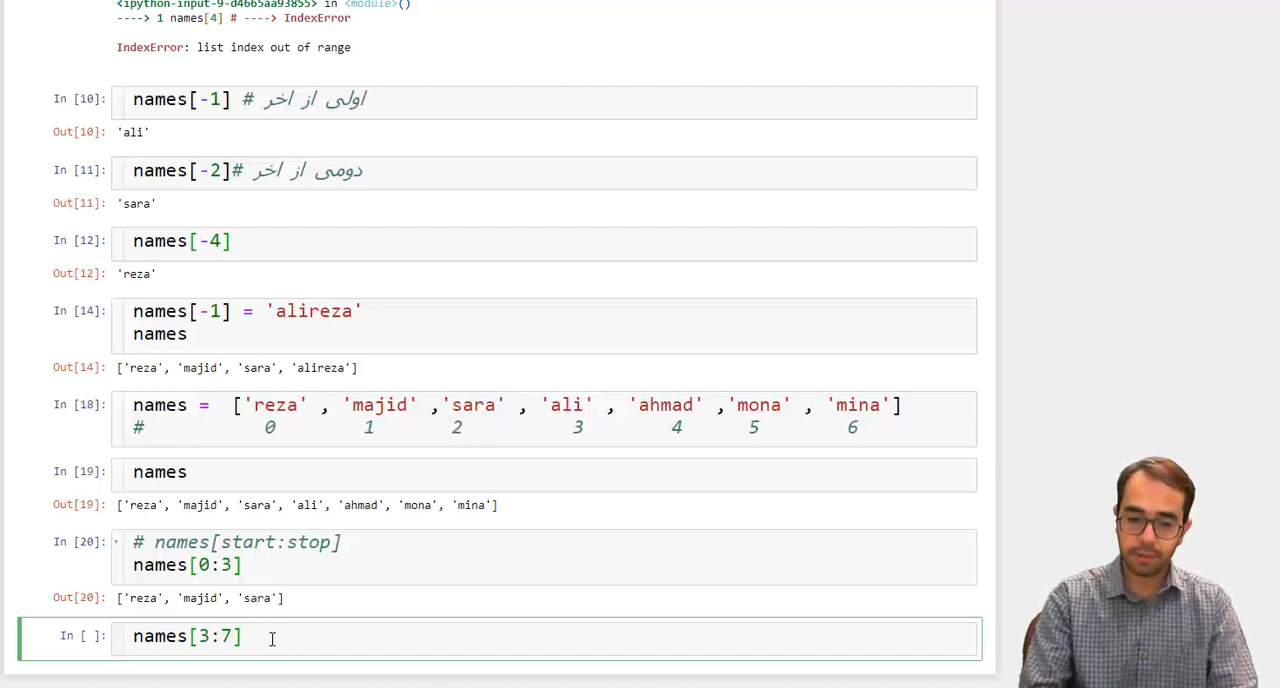 <ipython-input-9-d4665aa93855> in <module>()
----> 1 names[4] # ----> IndexError
IndexError: list index out of range
In [10]: names[-1] # اولی از اخر
Out[10]: 'ali'
In [11]: names[-2]# دومی از اخر
Out[11]: 'sara'
In [12]: names[-4]
Out[12]: 'reza'
In [14]: names[-1] = 'alireza'
names
Out[14]: ['reza', 'majid', 'sara', 'alireza']
In [18]: names =  ['reza' , 'majid' ,'sara' , 'ali' , 'ahmad' ,'mona' , 'mina']
# 0 1 2 3 4 5 6
In [19]: names
Out[19]: ['reza', 'majid', 'sara', 'ali', 'ahmad', 'mona', 'mina']
In [20]: # names[start:stop]
names[0:3]
Out[20]: ['reza', 'majid', 'sara']
In [ ]: names[3:7]